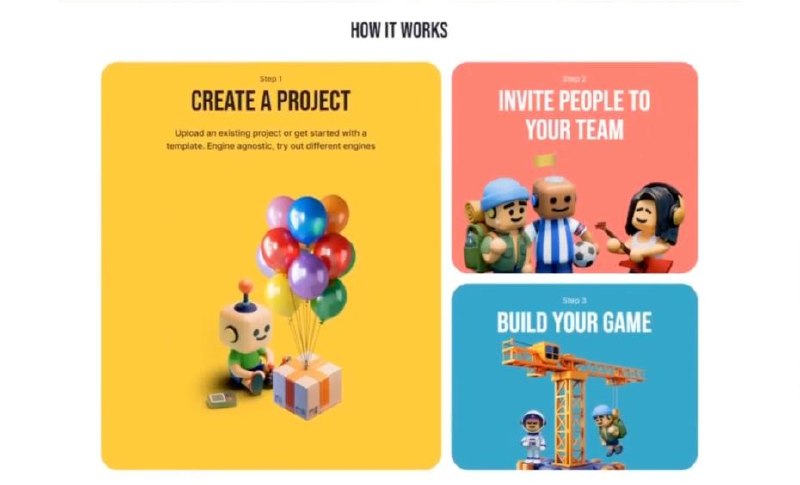 HOW IT WORKS
Step 1
CREATE A PROJECT
Upload an existing project or get started with a
template. Engine agnostic, try out different engines
Step 2
INVITE PEOPLE TO
YOUR TEAM
Step 3
BUILD YOUR GAME